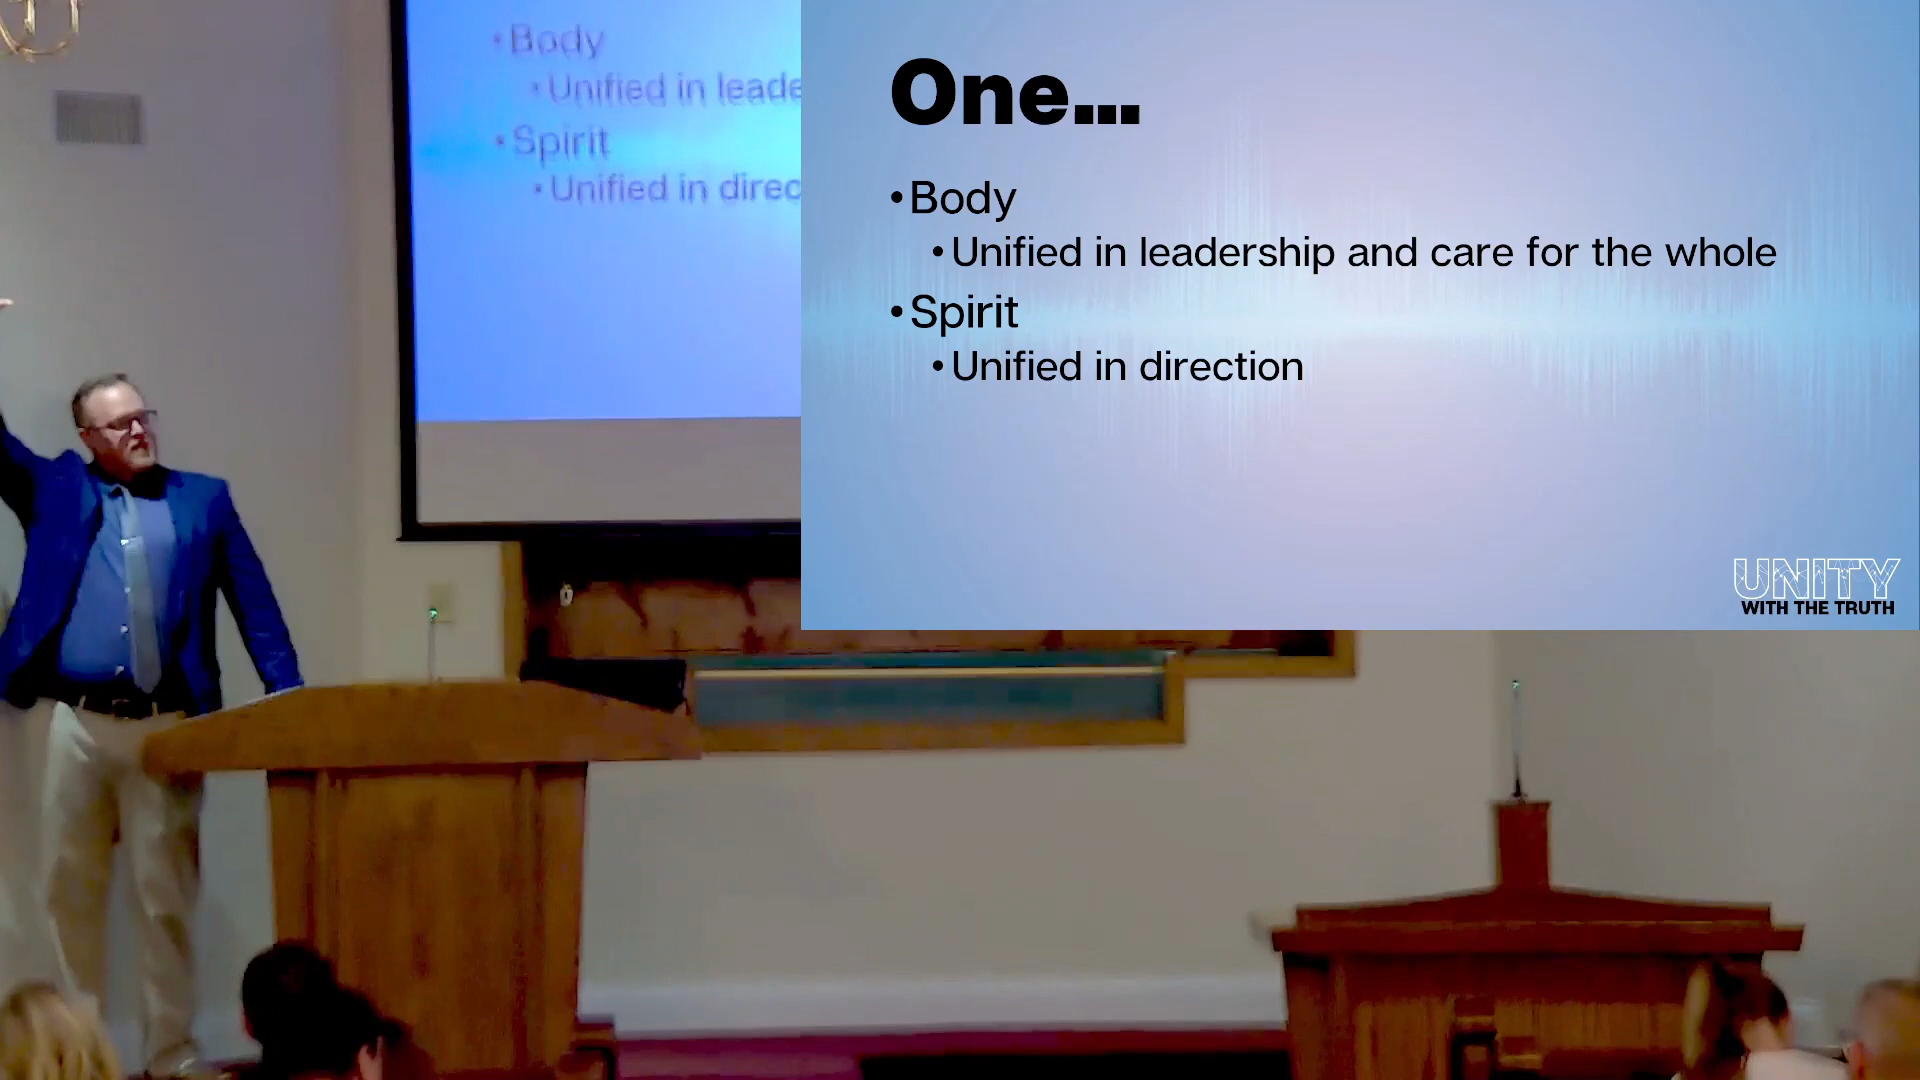 • Body
• Unified in leade
• Spirit
• Unified in direc
One...
• Body
• Unified in leadership and care for the whole
• Spirit
• Unified in direction
UNITY
WITH THE TRUTH